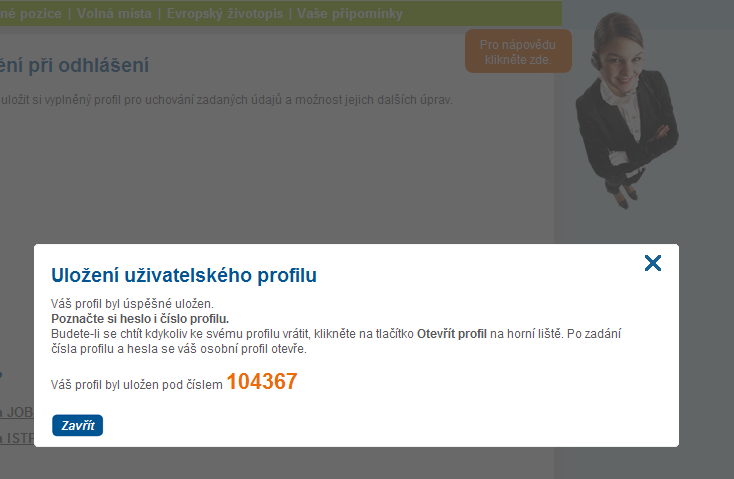 né pozice | Volná místa | Evropský životopis | Vaše připomínky
Pro nápovědu
klikněte zde.
ění při odhlášení
uložit si vyplněný profil pro uchování zadaných údajů a možnost jejich dalších úprav.
Uložení uživatelského profilu
Váš profil byl úspěšné uložen.
Poznačte si heslo i číslo profilu.
Budete-li se chtít kdykoliv ke svému profilu vrátit, klikněte na tlačítko Otevřít profil na horní liště. Po zadání
čísla profilu a hesla se váš osobní profil otevře.
Váš profil byl uložen pod číslem 104367
a JOB
Zavřít
a ISTP